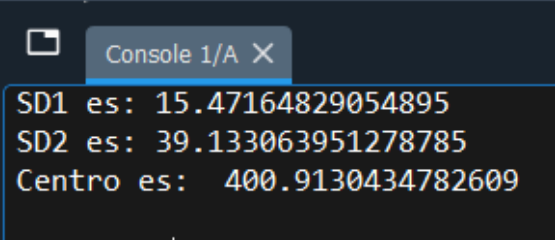 Console 1/A ×
SD1 es: 15.47164829054895
SD2 es: 39.133063951278785
Centro es:  400.9130434782609